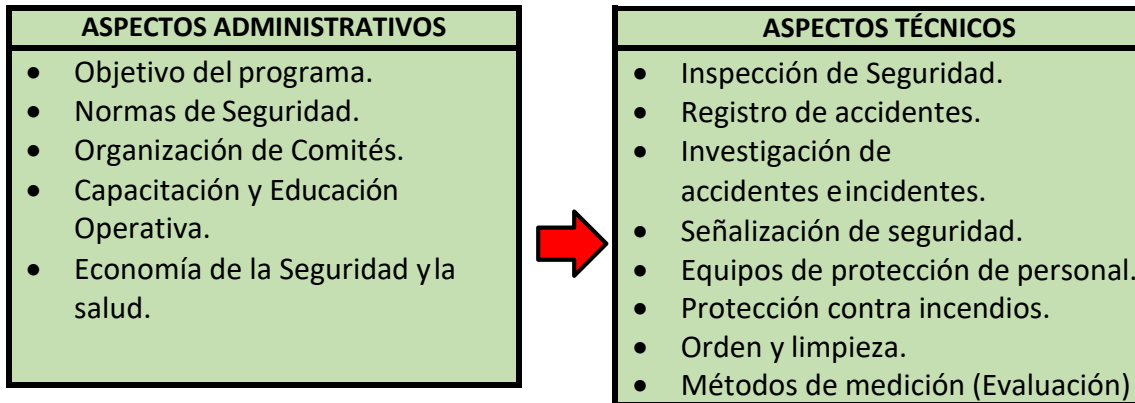 ASPECTOS ADMINISTRATIVOS
• Objetivo del programa.
• Normas de Seguridad.
• Organización de Comités.
• Capacitación y Educación
Operativa.
• Economía de la Seguridad y la
salud.
ASPECTOS TÉCNICOS
• Inspección de Seguridad.
• Registro de accidentes.
• Investigación de
accidentes e incidentes.
• Señalización de seguridad.
• Equipos de protección de personal.
• Protección contra incendios.
• Orden y limpieza.
• Métodos de medición (Evaluación)